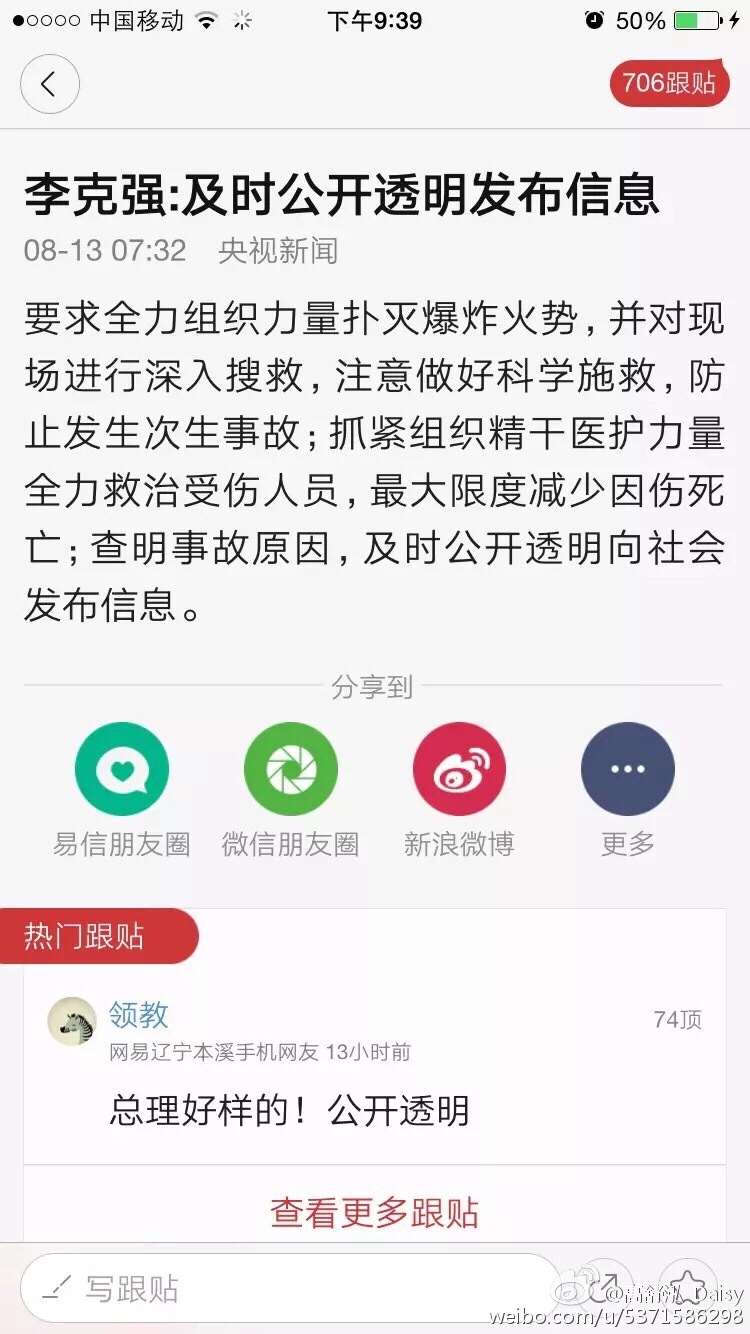 中国移动 下午9:39 50%
706跟贴
李克强:及时公开透明发布信息
08-13 07:32 央视新闻
要求全力组织力量扑灭爆炸火势,并对现
场进行深入搜救,注意做好科学施救,防
止发生次生事故;抓紧组织精干医护力量
全力救治受伤人员,最大限度减少因伤死
亡;查明事故原因,及时公开透明向社会
发布信息。
分享到
易信朋友圈 微信朋友圈 新浪微博 更多
热门跟贴
领教 74顶
网易辽宁本溪手机网友 13小时前
总理好样的！公开透明
查看更多跟贴
写跟贴
Daisy
weibo.com/u/5371586298